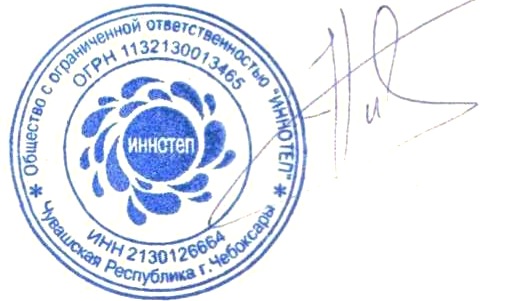 Общество с ограниченной ответственностью "ИННОТЕП"
ОГРН 1132130013465
ИННОТЕП
ИНН 2130126664
* Чувашская Республика г. Чебоксары *